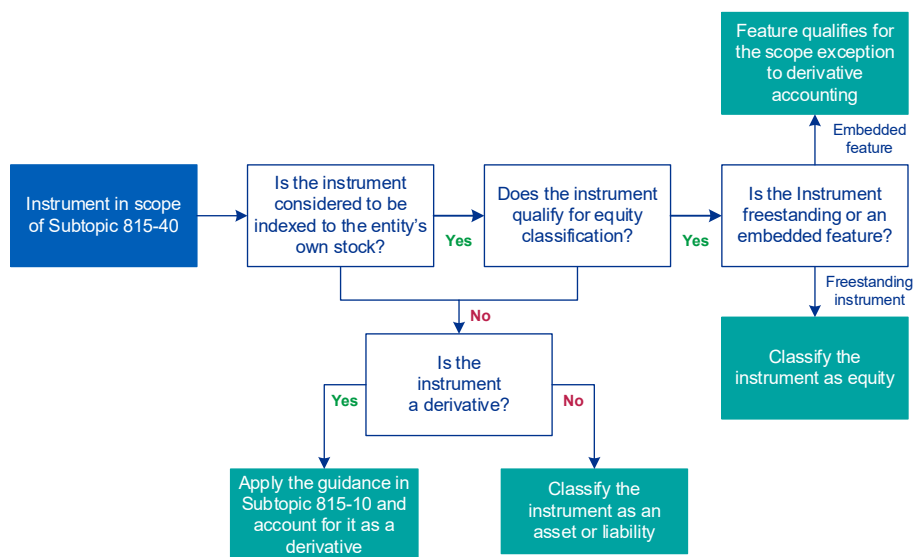 Feature qualifies for
the scope exception
to derivative
accounting
Embedded
feature
Instrument in scope
of Subtopic 815-40
Is the instrument
considered to be
indexed to the entity's
own stock?
Yes
Does the instrument
qualify for equity
classification?
Yes
Is the Instrument
freestanding or an
embedded feature?
Freestanding
instrument
No
Classify the
instrument as equity
Is the
instrument
a derivative?
Yes
No
Apply the guidance in
Subtopic 815-10 and
account for it as a
derivative
Classify the
instrument as an
asset or liability